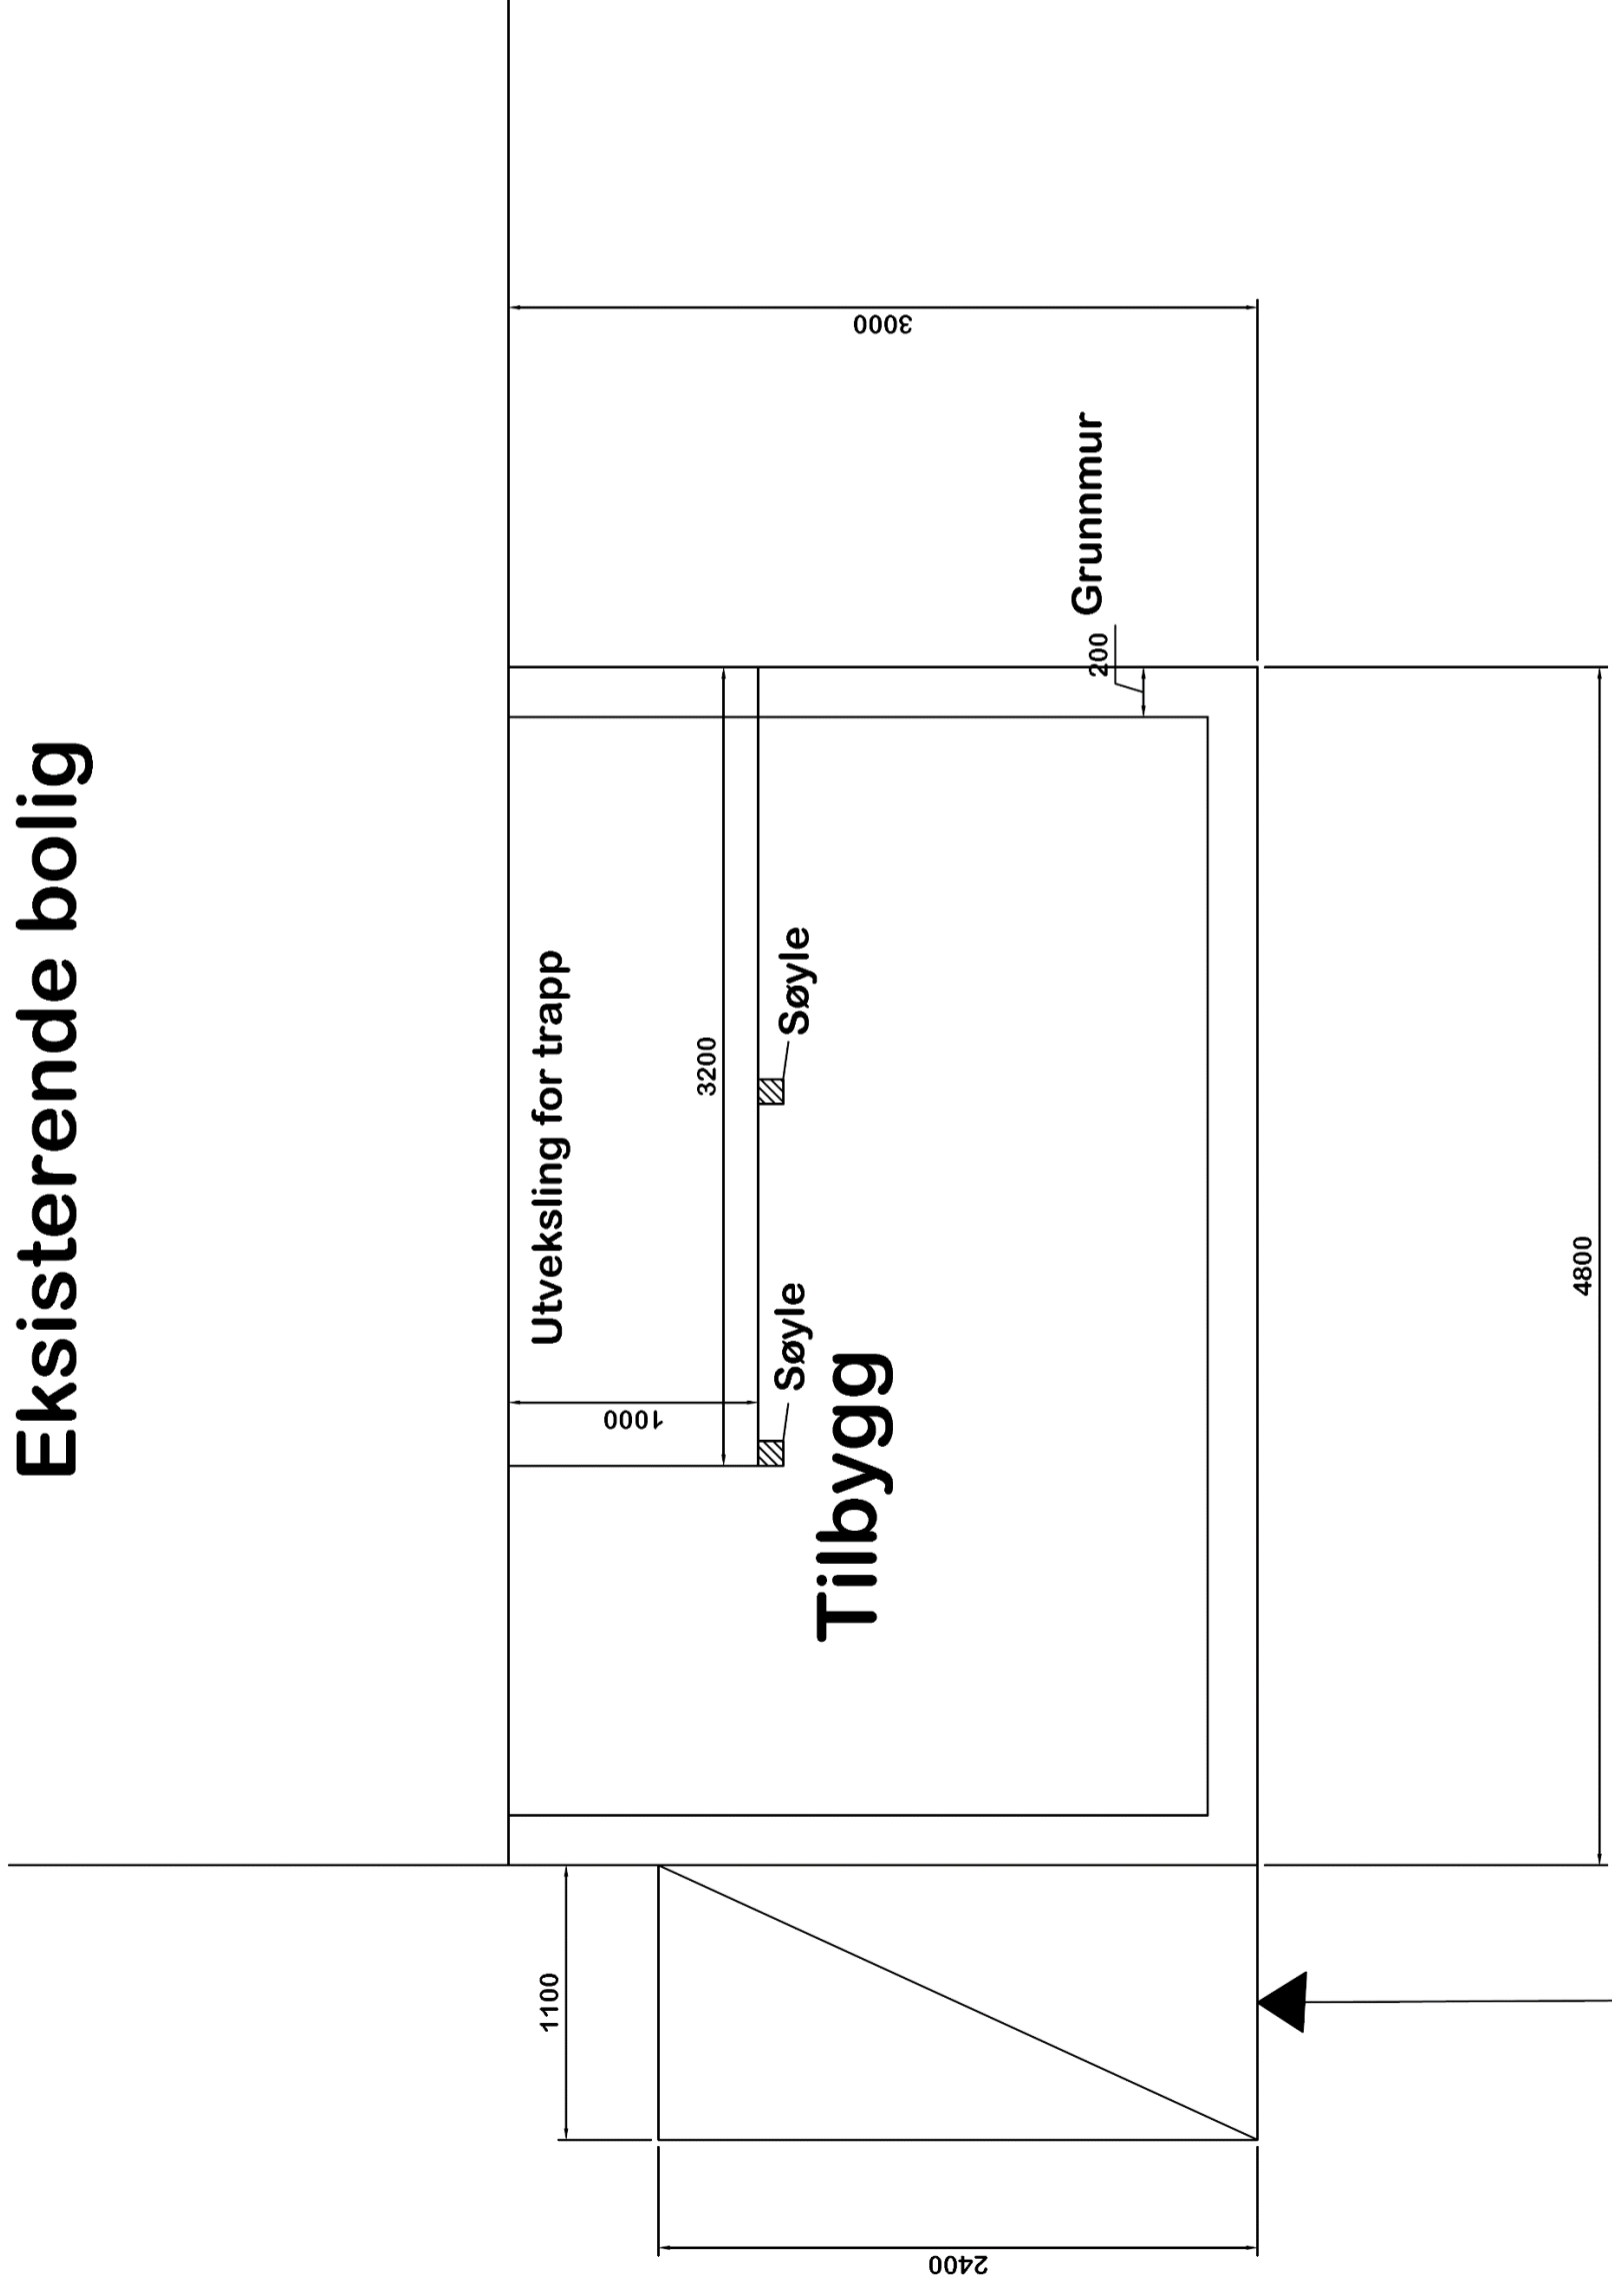 Eksisterende bolig
Utveksling for trapp
1000
3200
Søyle
Søyle
Tilbygg
3000
200
Grunnmur
1100
2400
4800